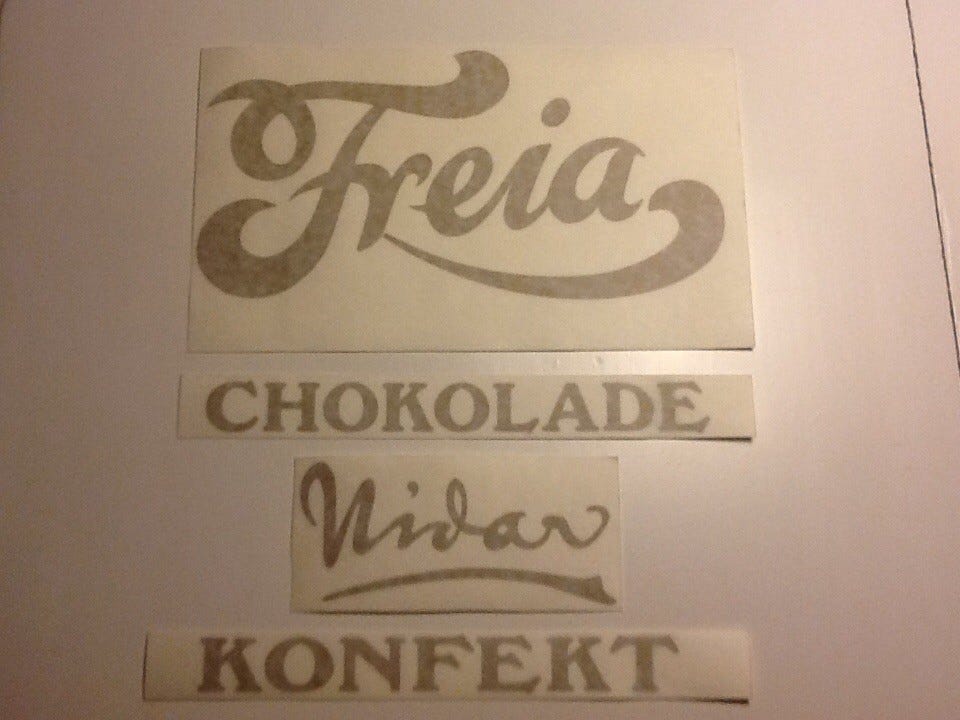 Freia
CHOKOLADE
Nidar
KONFEKT